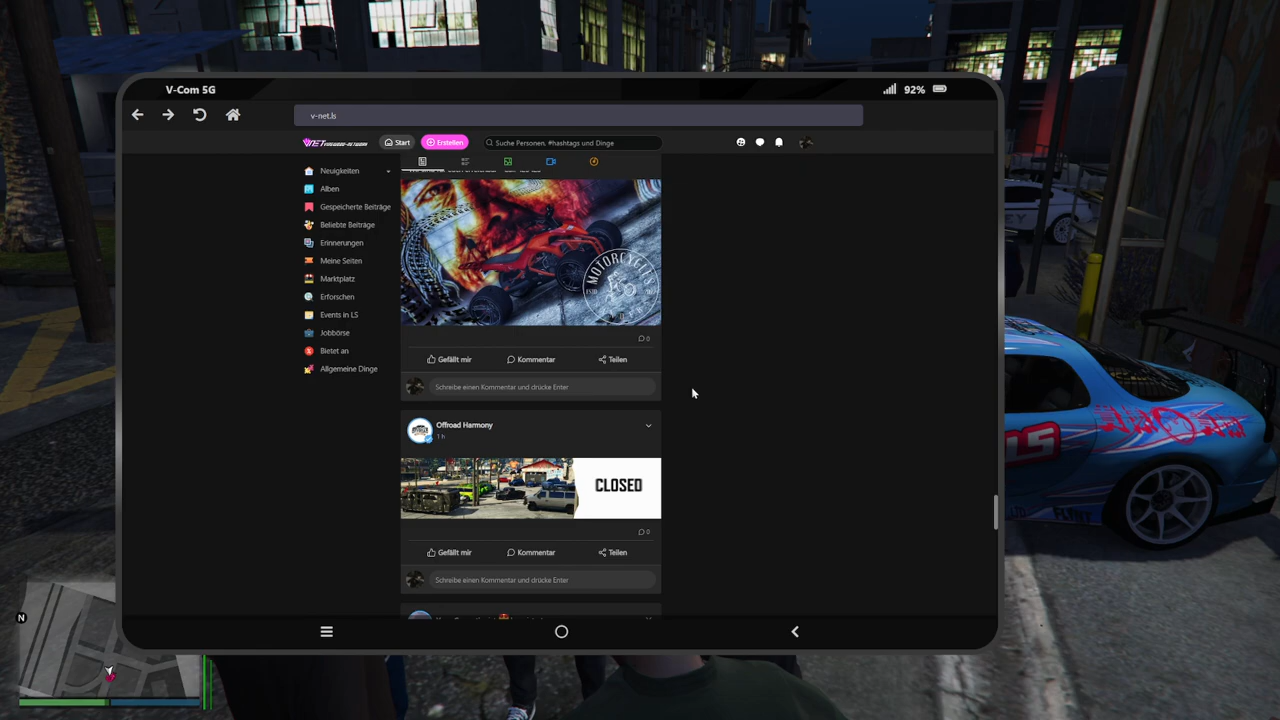 V-Com 5G
92%
v-net.ls
VNET
Start
Erstellen
Suche Personen, #hashtags und Dinge
Neuigkeiten
Alben
Gespeicherte Beiträge
Beliebte Beiträge
Erinnerungen
Meine Seiten
Marktplatz
Erforschen
Events in LS
Jobbörse
Bietet an
Allgemeine Dinge
MOTORCYCLES
0
Gefällt mir
Kommentar
Teilen
Schreibe einen Kommentar und drücke Enter
Offroad Harmony
1 h
CLOSED
0
Gefällt mir
Kommentar
Teilen
Schreibe einen Kommentar und drücke Enter
N